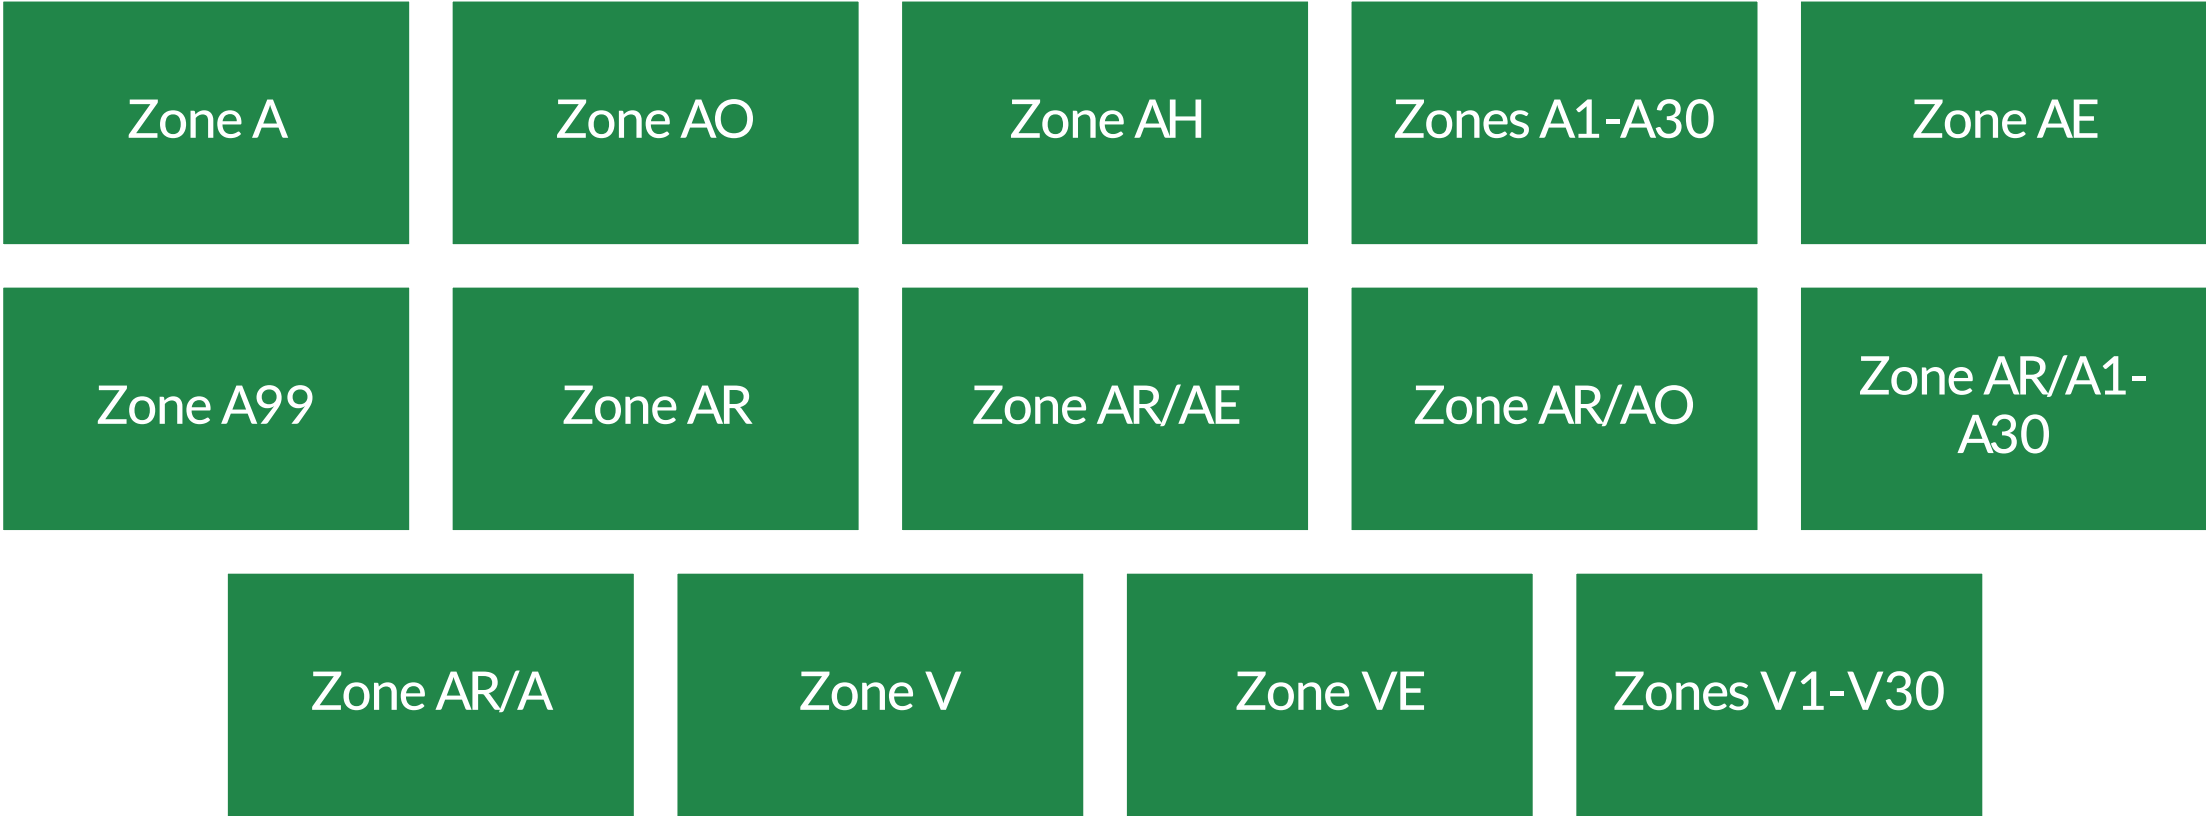 Zone A
Zone AO
Zone AH
Zones A1-A30
Zone AE
Zone A99
Zone AR
Zone AR/AE
Zone AR/AO
Zone AR/A1-
A30
Zone AR/A
Zone V
Zone VE
Zones V1-V30